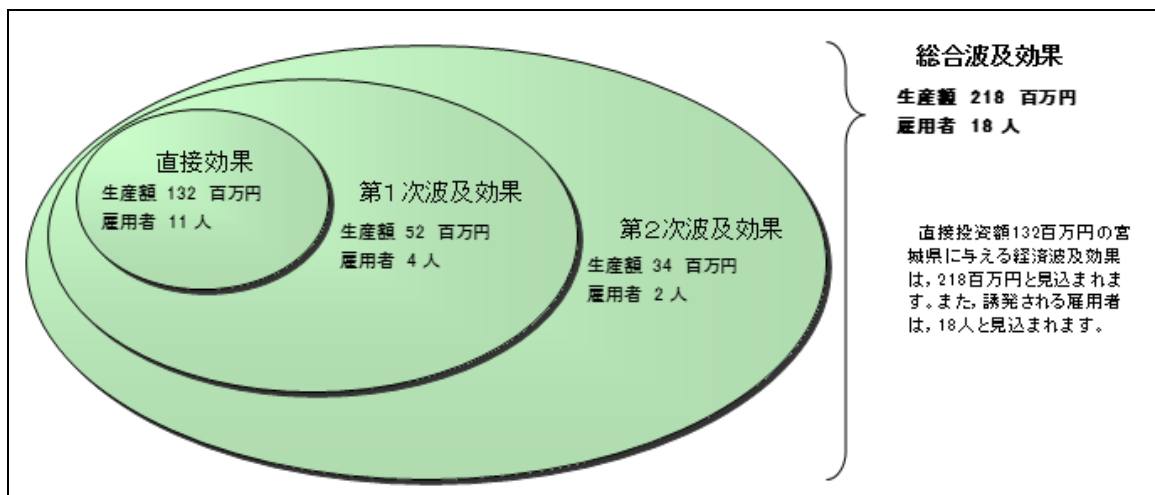 直接効果
生産額 132 百万円
雇用者 11 人
第1次波及効果
生産額 52 百万円
雇用者 4 人
第2次波及効果
生産額 34 百万円
雇用者 2 人
総合波及効果
生産額 218 百万円
雇用者 18 人
直接投資額132百万円の宮
城県に与える経済波及効果
は，218百万円と見込まれま
す。また，誘発される雇用者
は，18人と見込まれます。